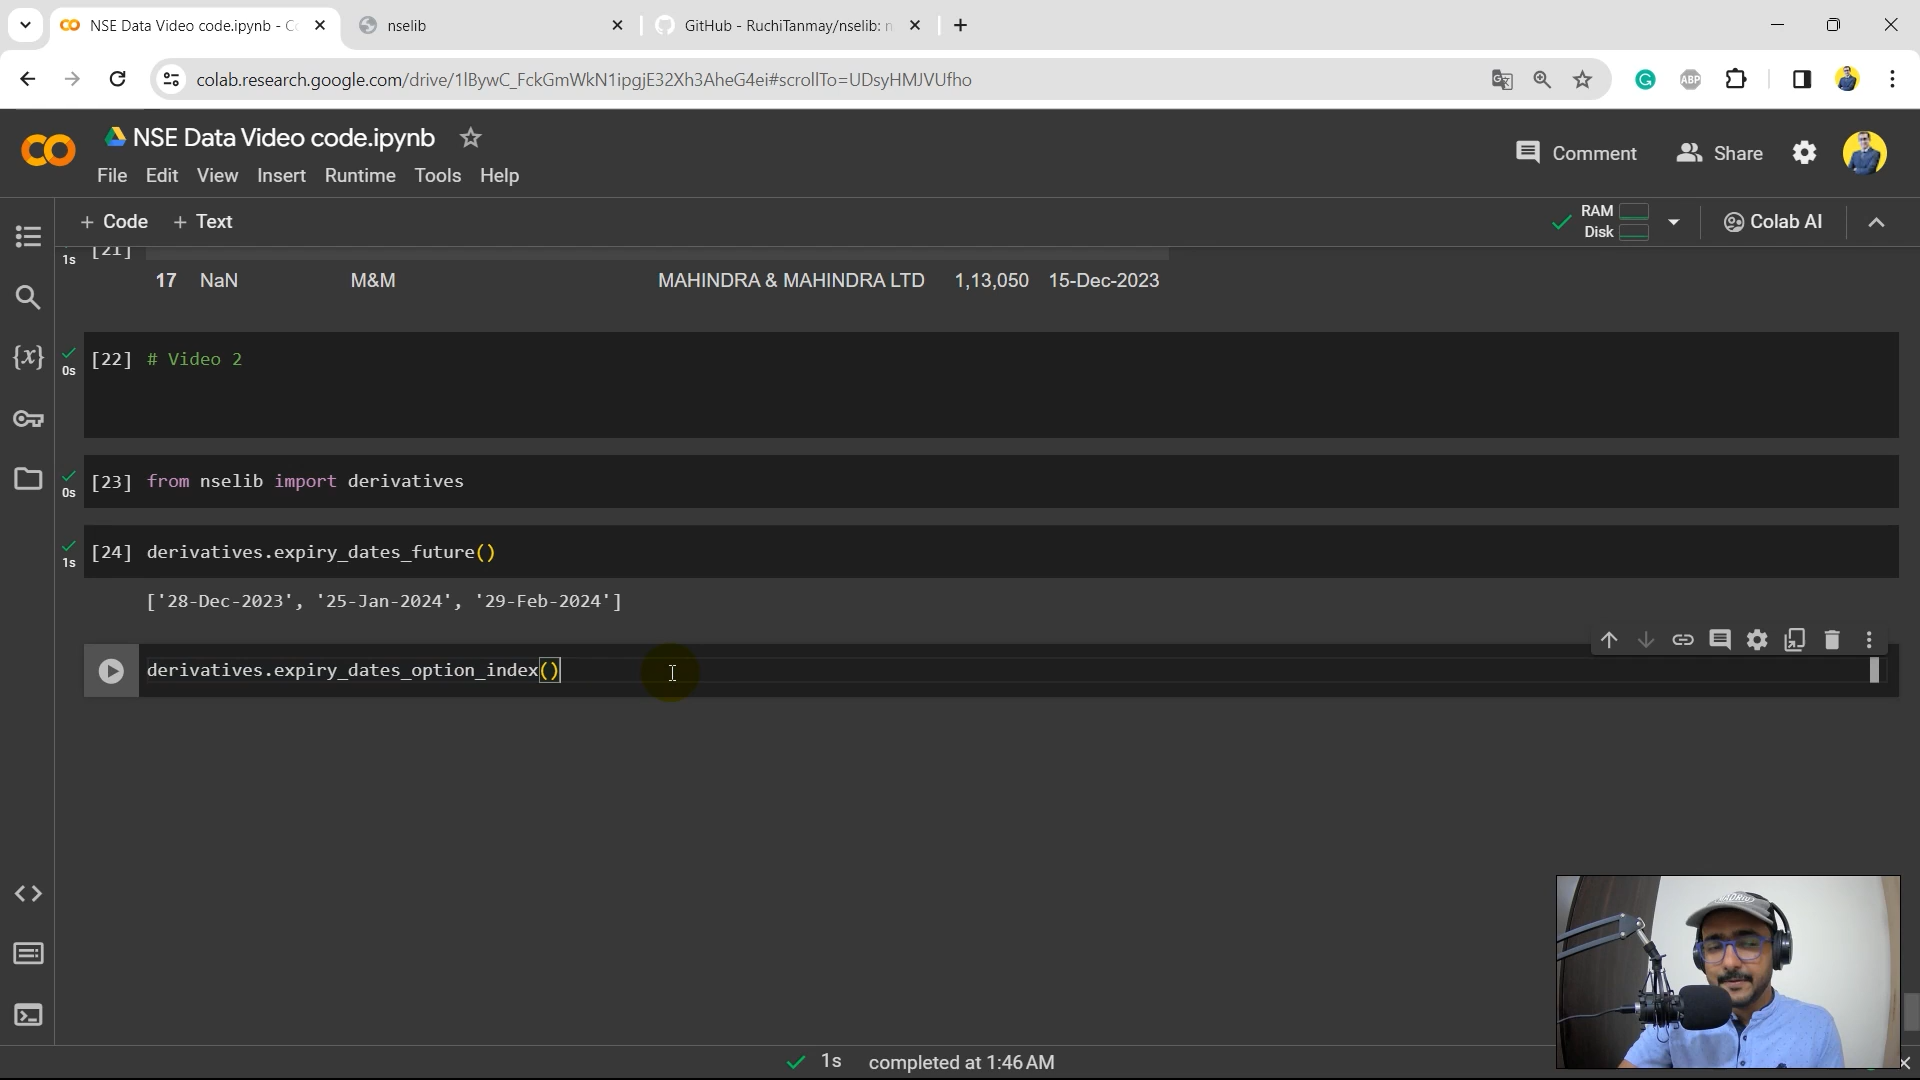 NSE Data Video code.ipynb - C
nselib
GitHub - RuchiTanmay/nselib: n
colab.research.google.com/drive/1lBywC_FckGmWkN1ipgjE32Xh3AheG4ei#scrollTo=UDsyHMJVUfho
ABP
NSE Data Video code.ipynb
Comment
Share
File Edit View Insert Runtime Tools Help
+ Code + Text
RAM
Disk
Colab AI
[21]
1s
17 NaN M&M MAHINDRA & MAHINDRA LTD 1,13,050 15-Dec-2023
[22] # Video 2
0s
[23] from nselib import derivatives
0s
[24] derivatives.expiry_dates_future()
1s
['28-Dec-2023', '25-Jan-2024', '29-Feb-2024']
derivatives.expiry_dates_option_index()
1s completed at 1:46 AM